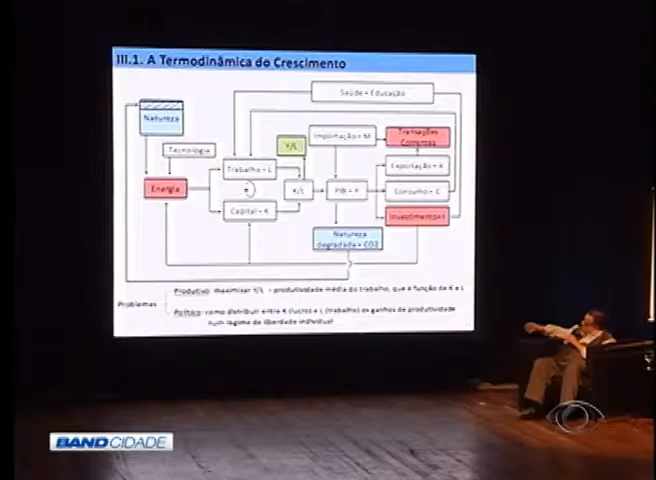 III.1. A Termodinâmica do Crescimento
Saúde + Educação
Natureza
Tecnologia
Energia
Trabalho = L
Capital = K
Y/L
K/L
Importação = M
PIB = Y
Transações
Correntes
Exportação = X
Consumo = C
Investimento = I
Natureza
degradada = CO2
Problemas
Produtivo: maximizar Y/L = produtividade média do trabalho, que é função de K e L
Político: como distribuir entre K (lucro) e L (trabalho) os ganhos de produtividade
num regime de liberdade individual
BAND CIDADE